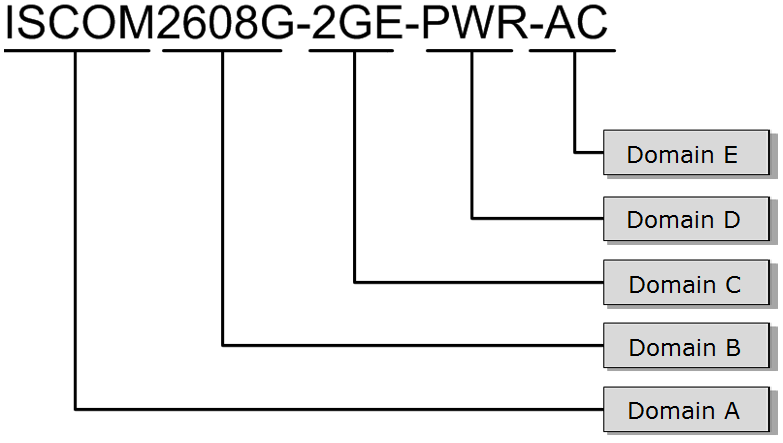 ISCOM2608G-2GE-PWR-AC
Domain E
Domain D
Domain C
Domain B
Domain A